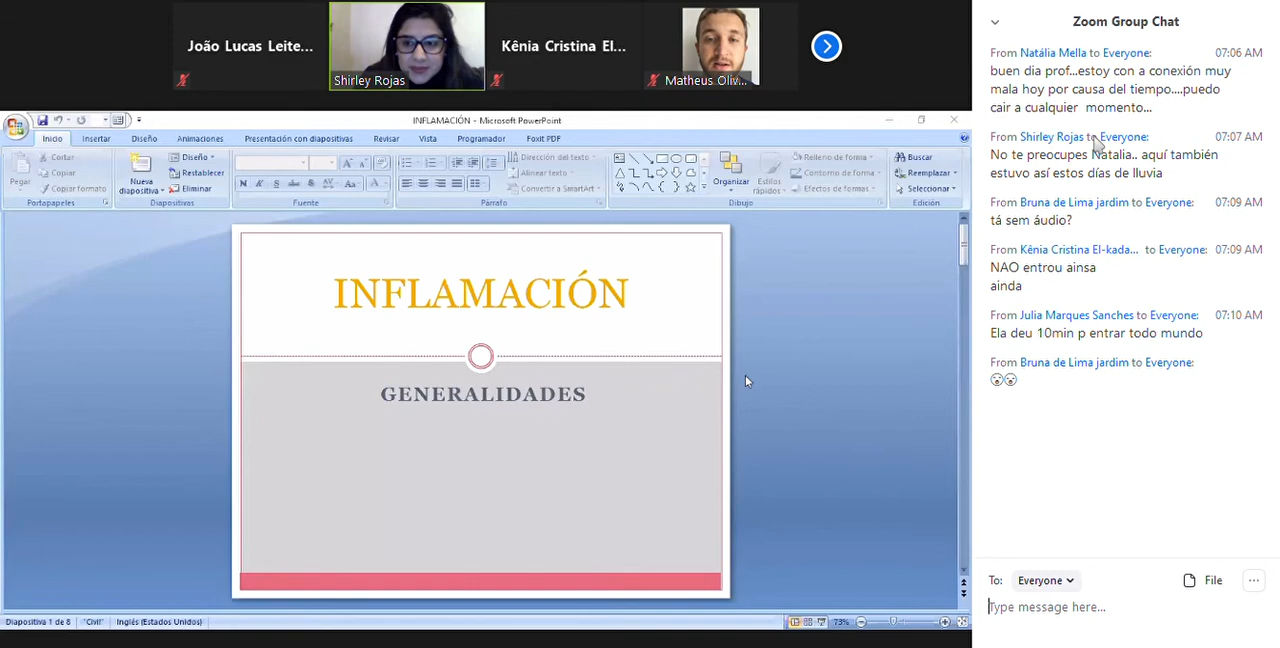 João Lucas Leite...
Shirley Rojas
Kênia Cristina El...
Matheus Oliv...
INFLAMACIÓN - Microsoft PowerPoint
Inicio
Insertar
Diseño
Animaciones
Presentación con diapositivas
Revisar
Vista
Programador
Foxit PDF
Pegar
Cortar
Copiar
Copiar formato
Portapapeles
Nueva
diapositiva
Diseño
Restablecer
Eliminar
Diapositivas
N K S abc S AV Aa A
Fuente
Dirección del texto
Alinear texto
Convertir a SmartArt
Párrafo
Organizar
Estilos
rápidos
Relleno de forma
Contorno de forma
Efectos de formas
Dibujo
Buscar
Reemplazar
Seleccionar
Edición
INFLAMACIÓN
GENERALIDADES
Diapositiva 1 de 8
"Civil"
Inglés (Estados Unidos)
73%
Zoom Group Chat
From Natália Mella to Everyone: 07:06 AM
buen dia prof...estoy con a conexión muy
mala hoy por causa del tiempo....puedo
cair a cualquier momento...
From Shirley Rojas to Everyone: 07:07 AM
No te preocupes Natalia.. aquí también
estuvo así estos días de lluvia
From Bruna de Lima jardim to Everyone: 07:09 AM
tá sem áudio?
From Kênia Cristina El-kada... to Everyone: 07:09 AM
NAO entrou ainsa
ainda
From Julia Marques Sanches to Everyone: 07:10 AM
Ela deu 10min p entrar todo mundo
From Bruna de Lima jardim to Everyone:
😲😲
To: Everyone
File
Type message here...